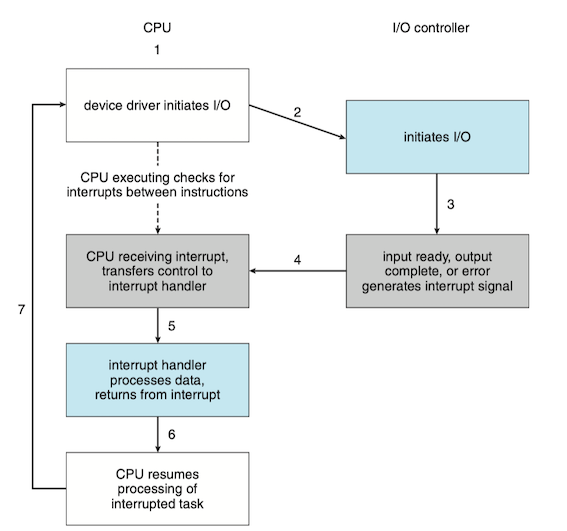 CPU
I/O controller
1
device driver initiates I/O
2
initiates I/O
CPU executing checks for
interrupts between instructions
3
CPU receiving interrupt,
transfers control to
interrupt handler
4
input ready, output
complete, or error
generates interrupt signal
7
5
interrupt handler
processes data,
returns from interrupt
6
CPU resumes
processing of
interrupted task